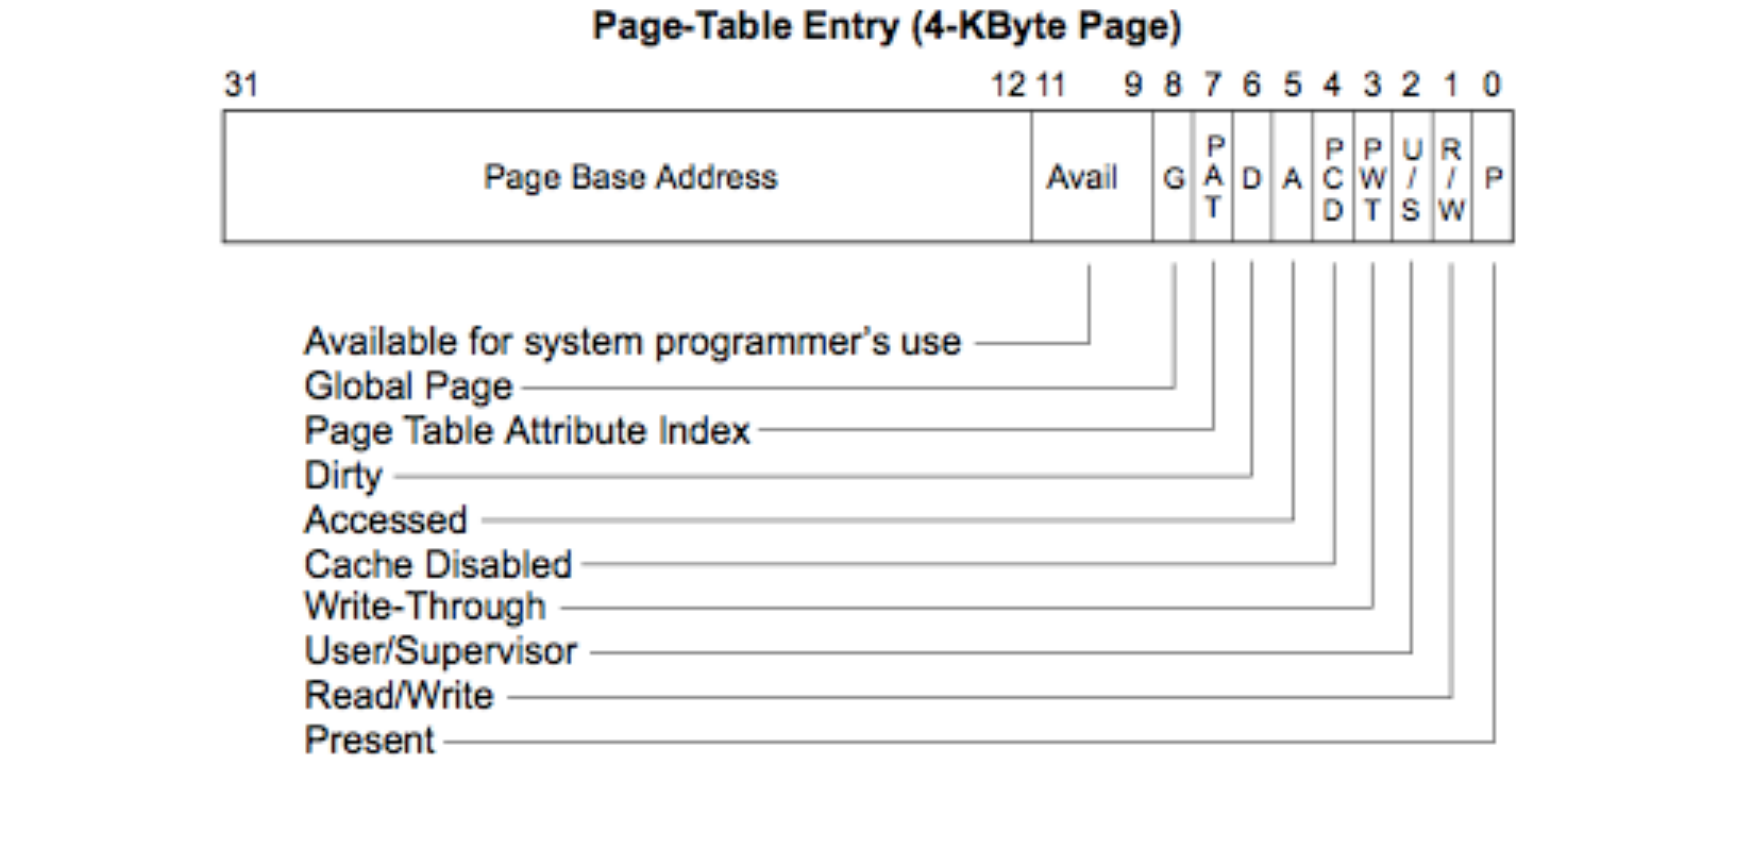 Page-Table Entry (4-KByte Page)
31 12 11 9 8 7 6 5 4 3 2 1 0
Page Base Address Avail G PAT D A PCD PWT U/S R/W P
Available for system programmer's use
Global Page
Page Table Attribute Index
Dirty
Accessed
Cache Disabled
Write-Through
User/Supervisor
Read/Write
Present